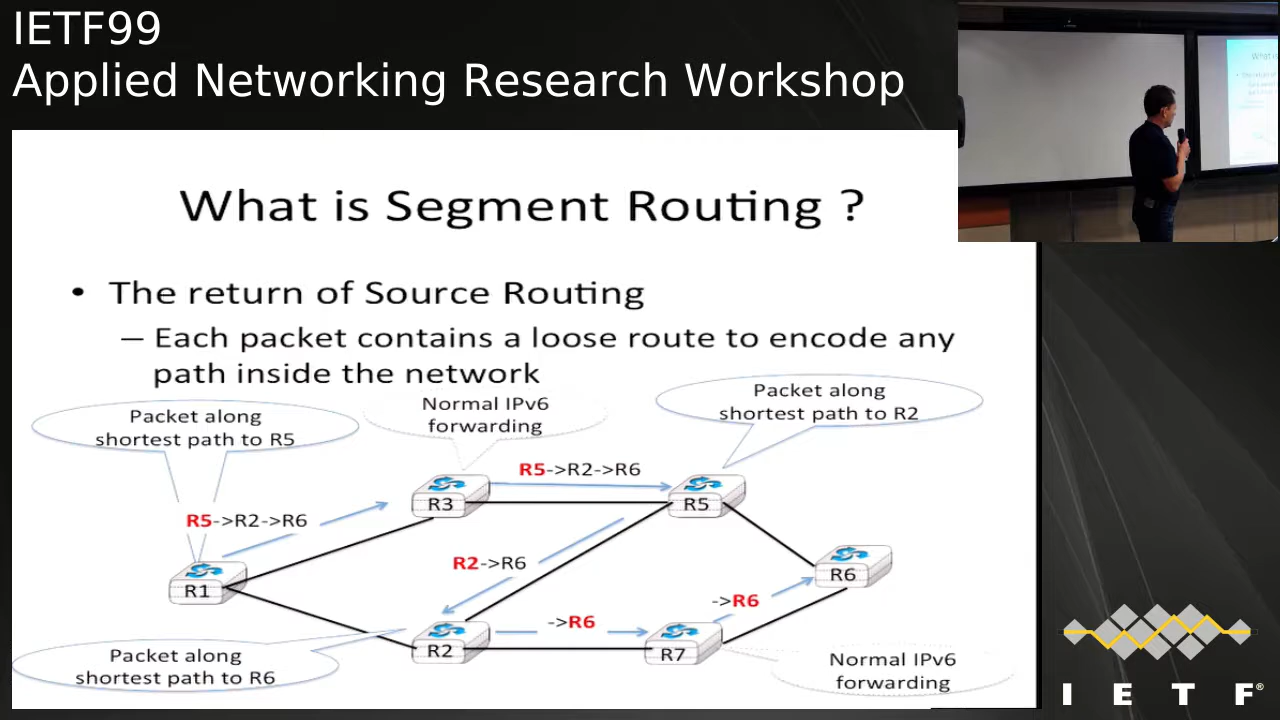 IETF99
Applied Networking Research Workshop
What is Segment Routing ?
• The return of Source Routing
– Each packet contains a loose route to encode any
path inside the network
Packet along
shortest path to R5
Normal IPv6
forwarding
Packet along
shortest path to R2
R5->R2->R6
R3
R5
R5->R2->R6
R2->R6
R6
R1
->R6
->R6
R2
R7
Packet along
shortest path to R6
Normal IPv6
forwarding
I E T F®